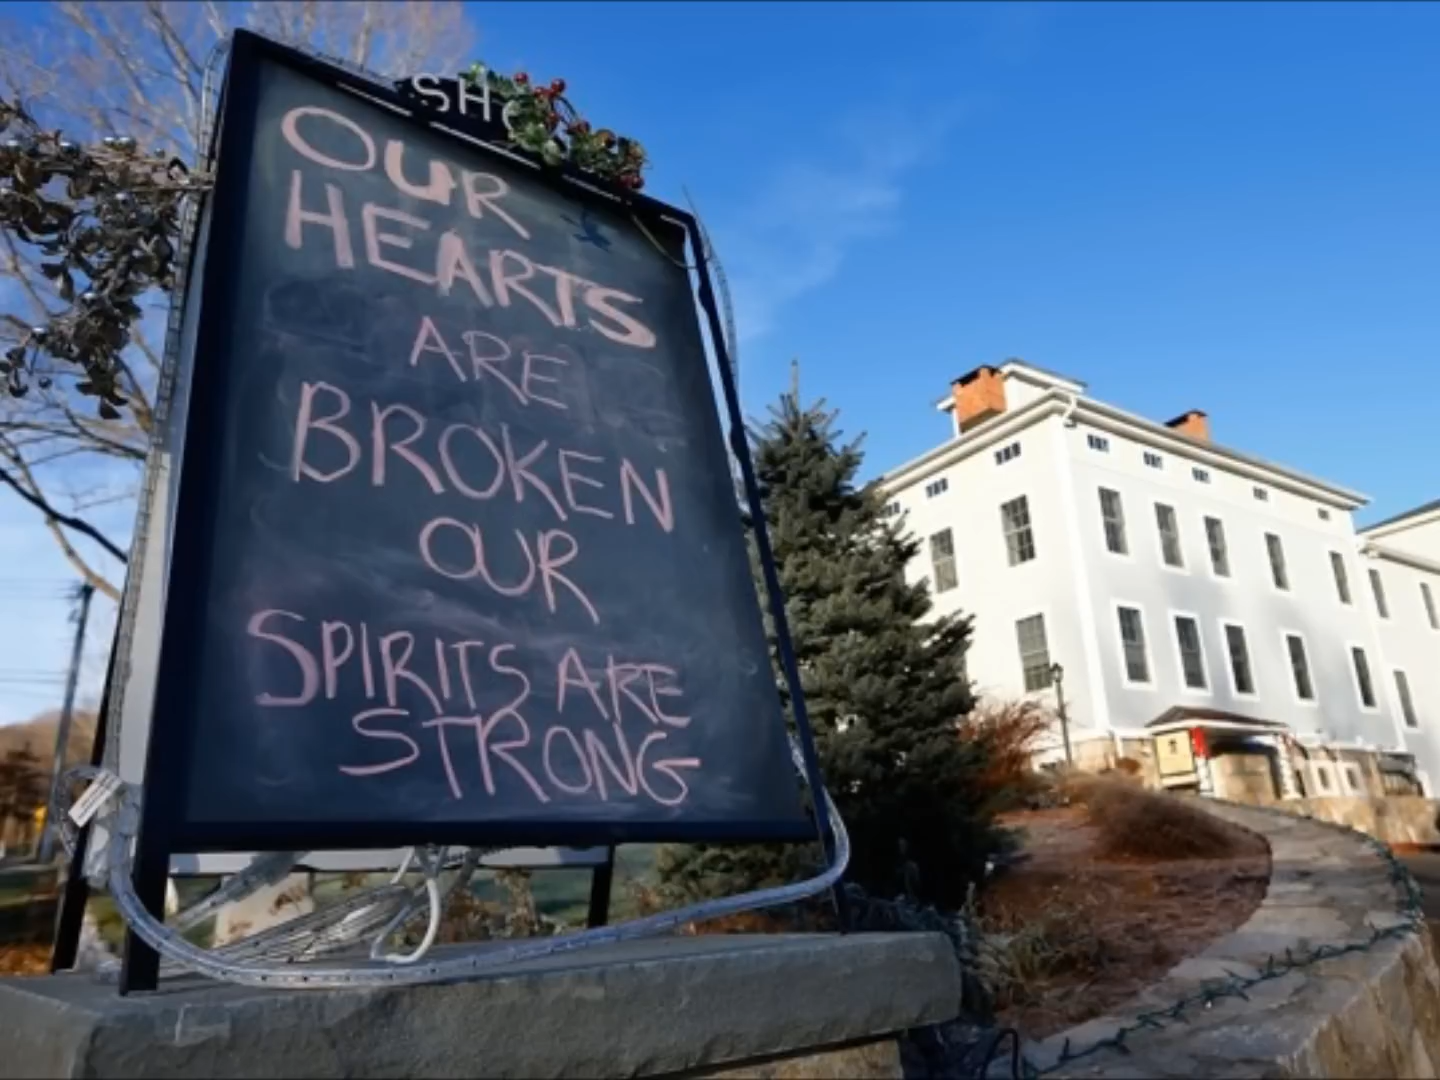 OUR
HEARTS
ARE
BROKEN
OUR
SPIRITS ARE
STRONG